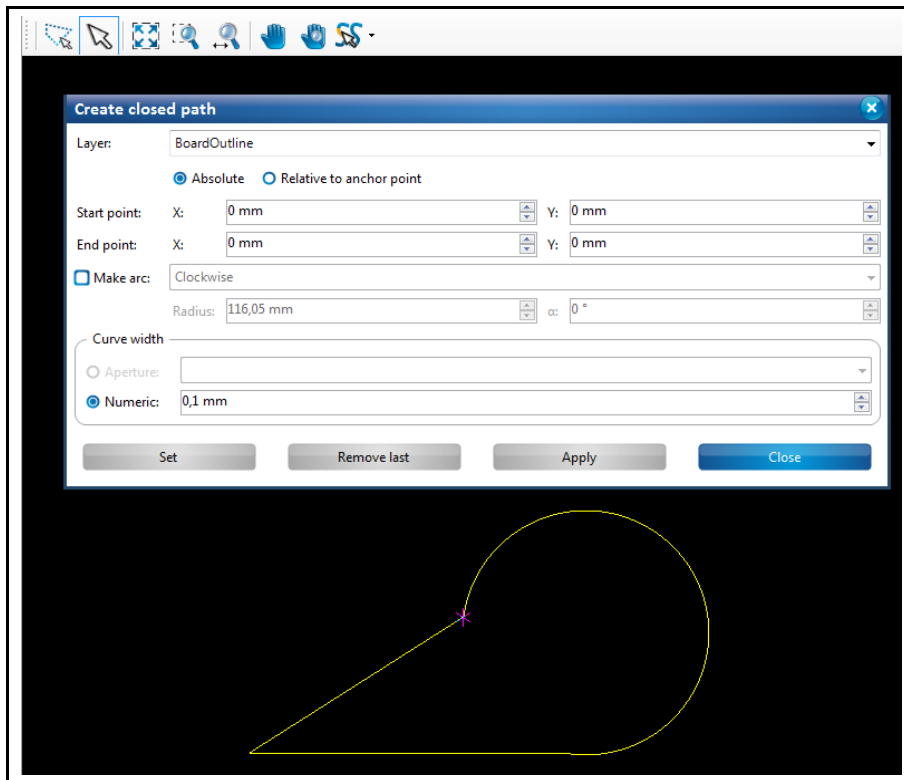 Create closed path
Layer: BoardOutline
Absolute Relative to anchor point
Start point: X: 0 mm Y: 0 mm
End point: X: 0 mm Y: 0 mm
Make arc: Clockwise
Radius: 116,05 mm α: 0 °
Curve width
Aperture:
Numeric: 0,1 mm
Set Remove last Apply Close